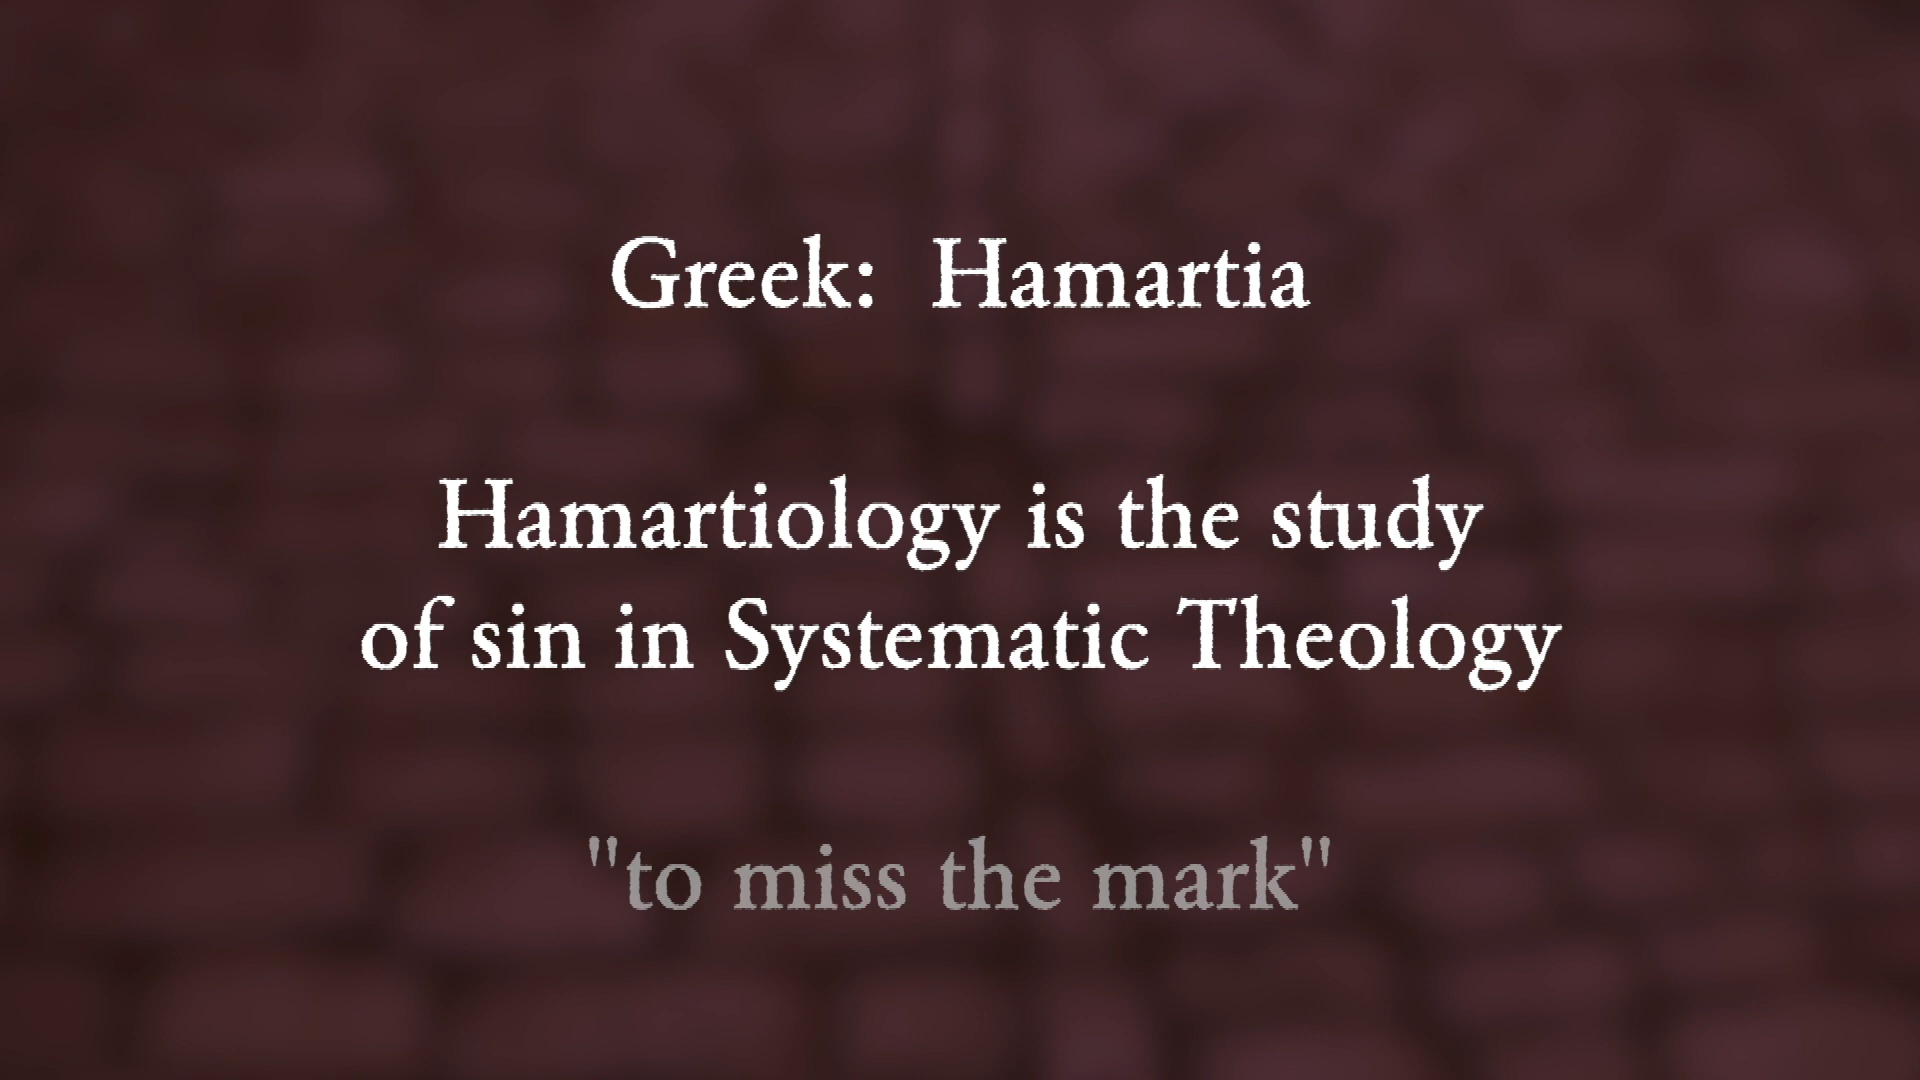 Greek:  Hamartia
Hamartiology is the study
of sin in Systematic Theology
"to miss the mark"